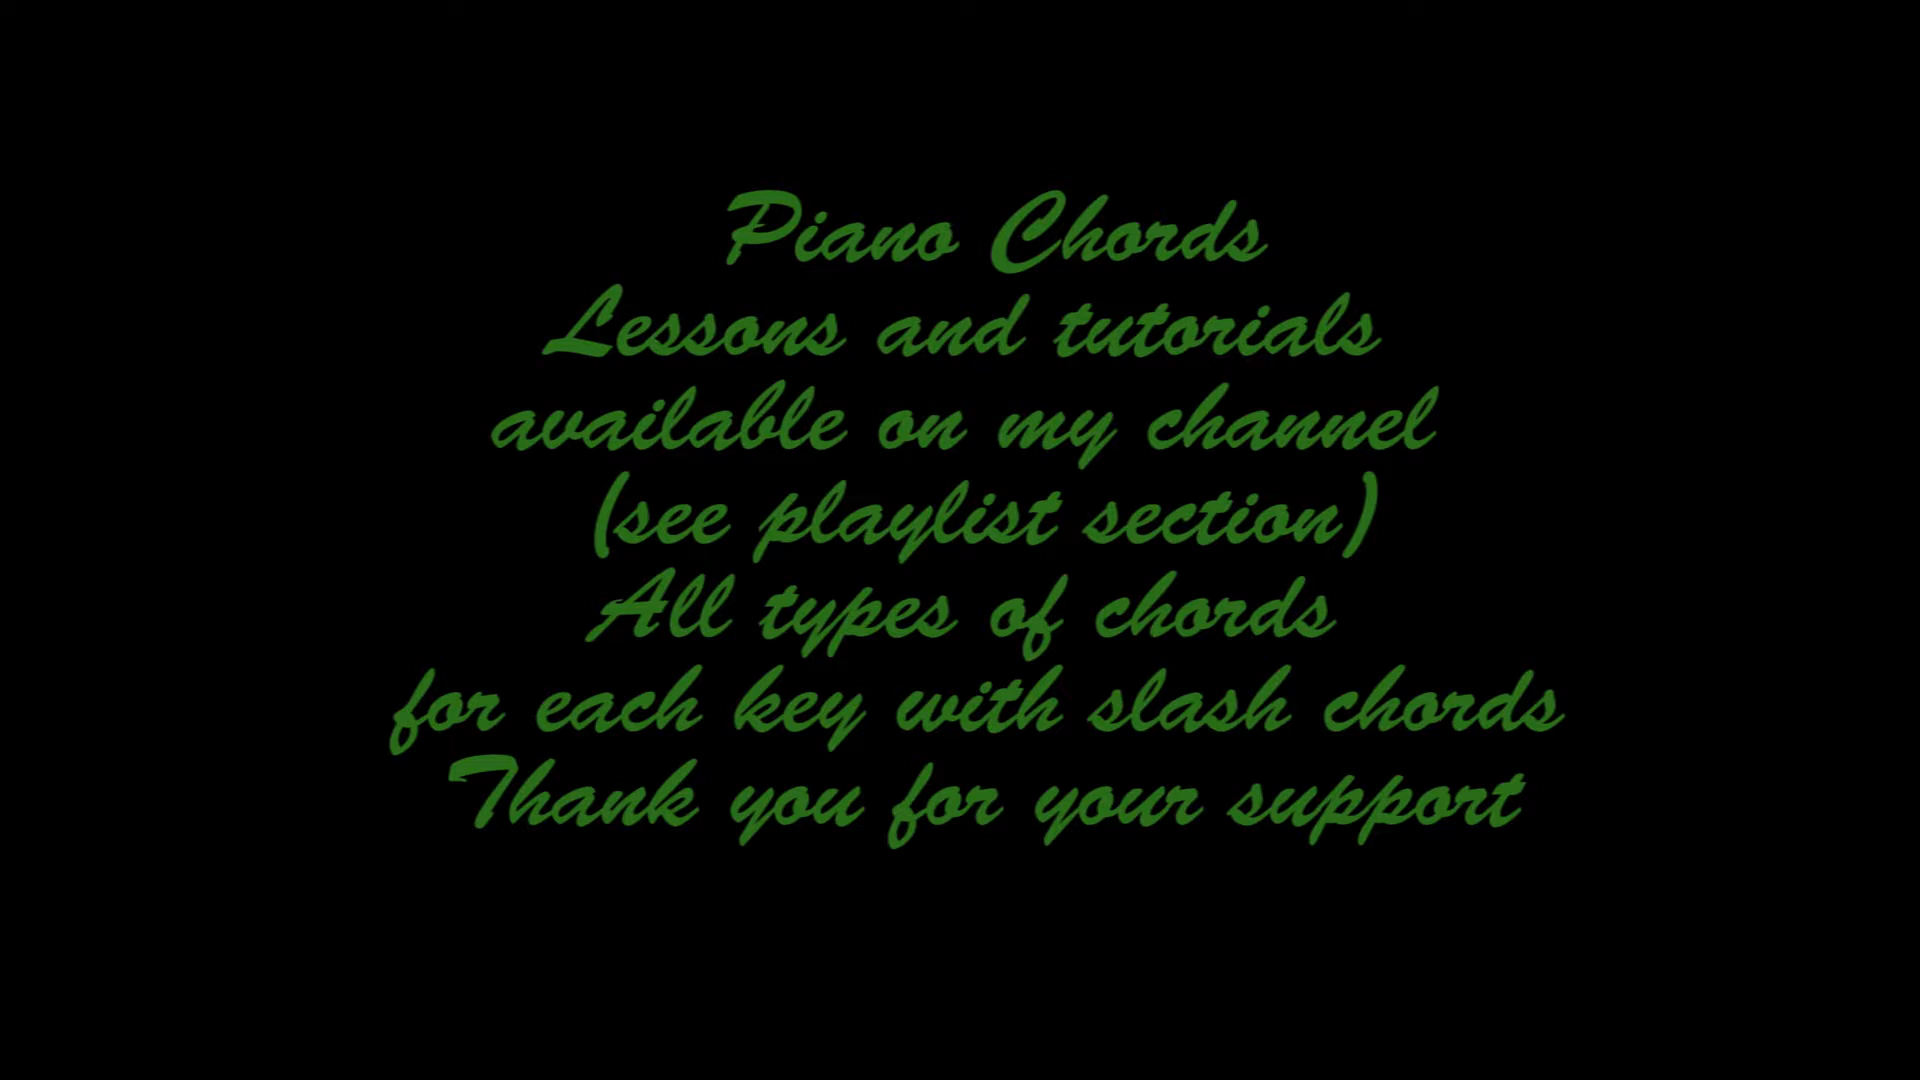 Piano Chords
Lessons and tutorials
available on my channel
(see playlist section)
All types of chords
for each key with slash chords
Thank you for your support